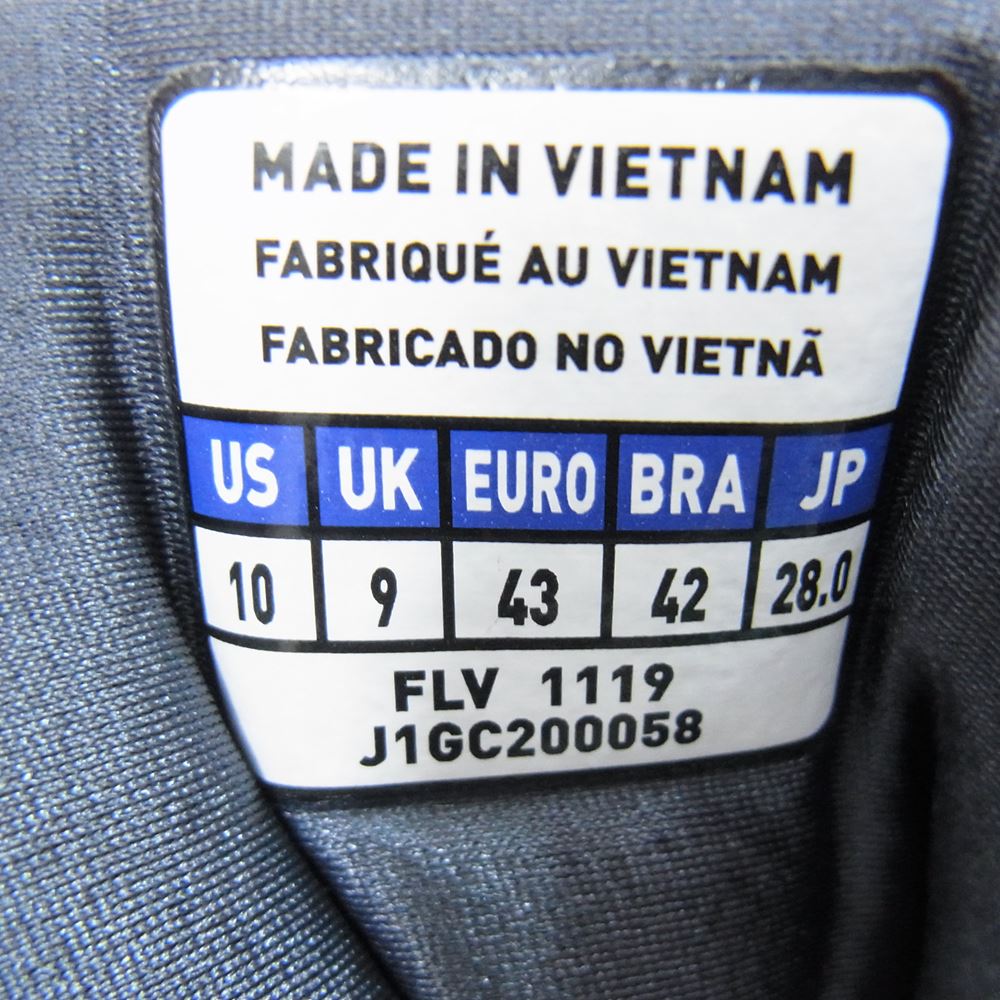 MADE IN VIETNAM
FABRIQUÉ AU VIETNAM
FABRICADO NO VIETNÃ
US UK EURO BRA JP
10 9 43 42 28.0
FLV 1119
J1GC200058